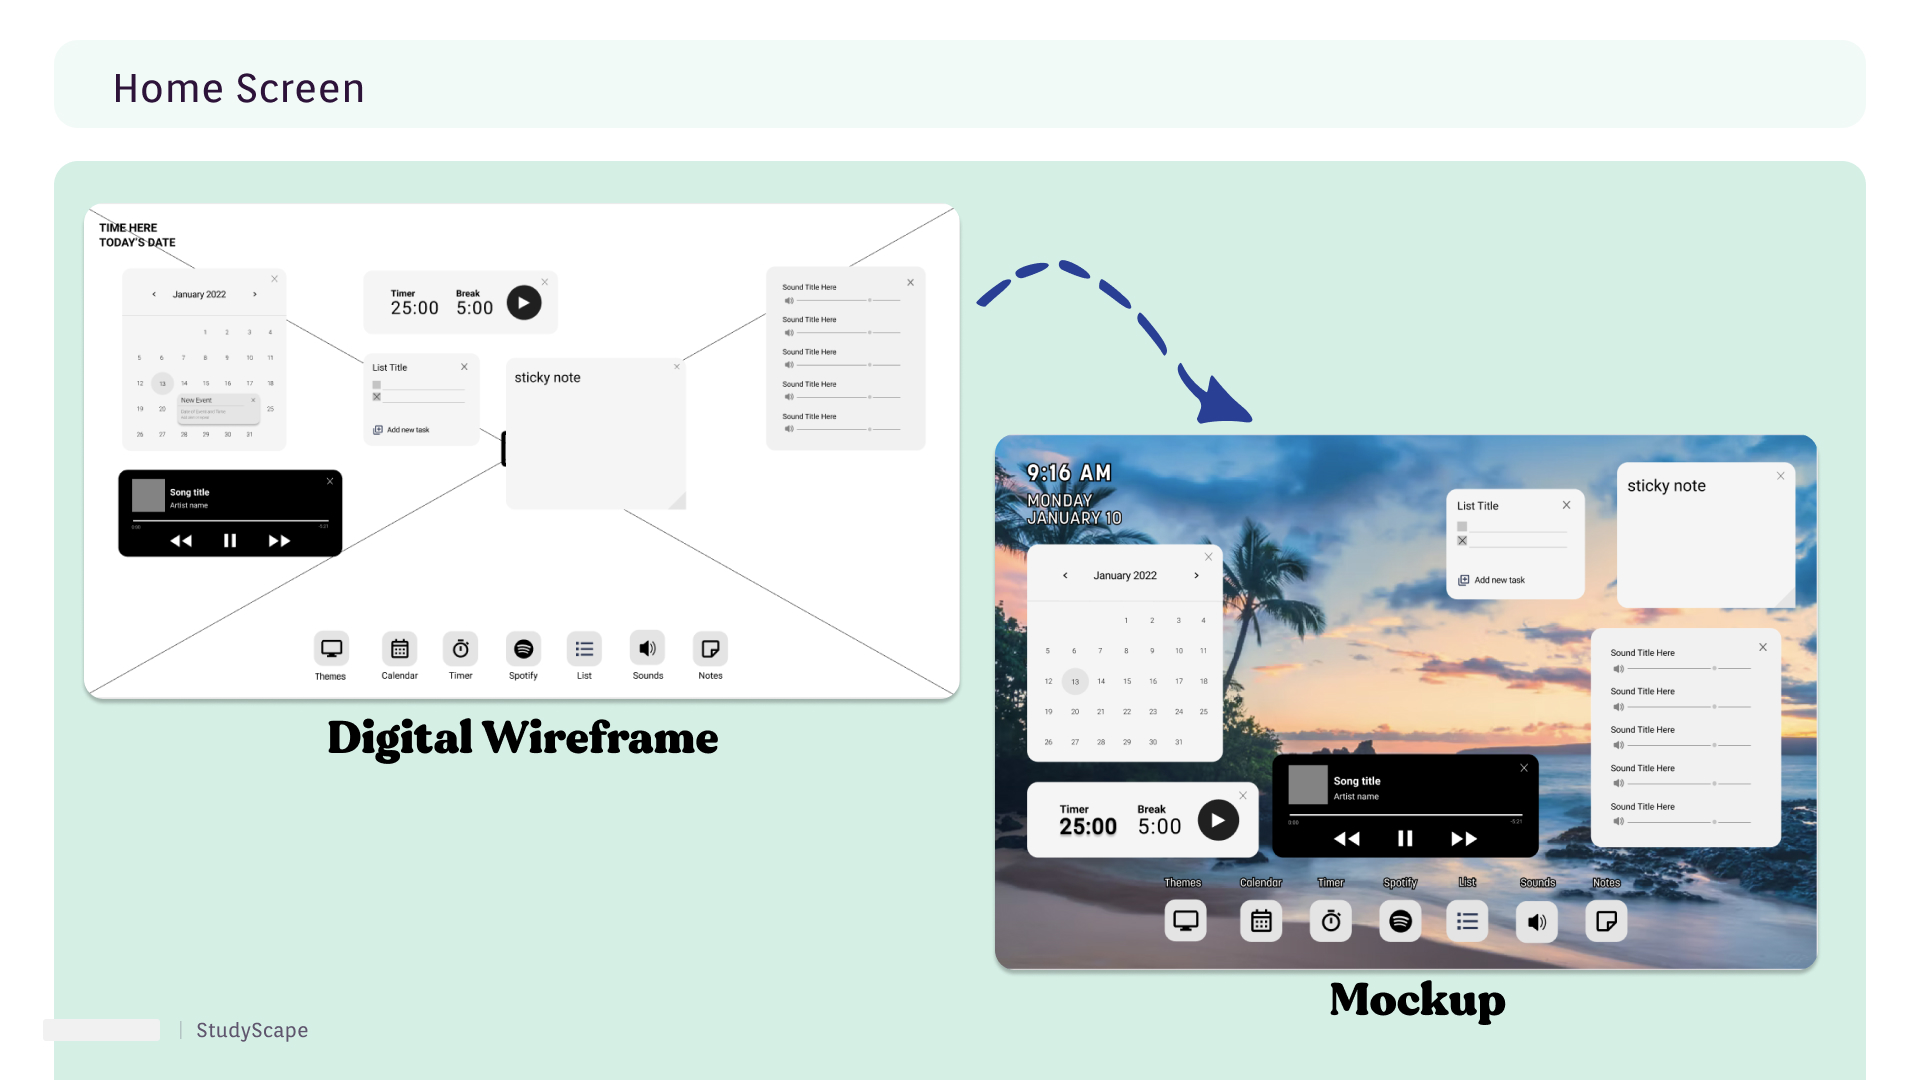 Home Screen
TIME HERE
TODAY'S DATE
January 2022
1 2 3 4
5 6 7 8 9 10 11
12 13 14 15 16 17 18
19 20 25
New Event
26 27 28 29 30 31
Timer Break
25:00 5:00
List Title
Add new task
sticky note
Sound Title Here
Sound Title Here
Sound Title Here
Sound Title Here
Sound Title Here
Song title
Artist name
0:00 -5:21
Themes Calendar Timer Spotify List Sounds Notes
Digital Wireframe
9:16 AM
MONDAY
JANUARY 10
January 2022
1 2 3 4
5 6 7 8 9 10 11
12 13 14 15 16 17 18
19 20 21 22 23 24 25
26 27 28 29 30 31
List Title
Add new task
sticky note
Sound Title Here
Sound Title Here
Sound Title Here
Sound Title Here
Sound Title Here
Timer Break
25:00 5:00
Song title
Artist name
0:00 -5:21
Themes Calendar Timer Spotify List Sounds Notes
Mockup
StudyScape